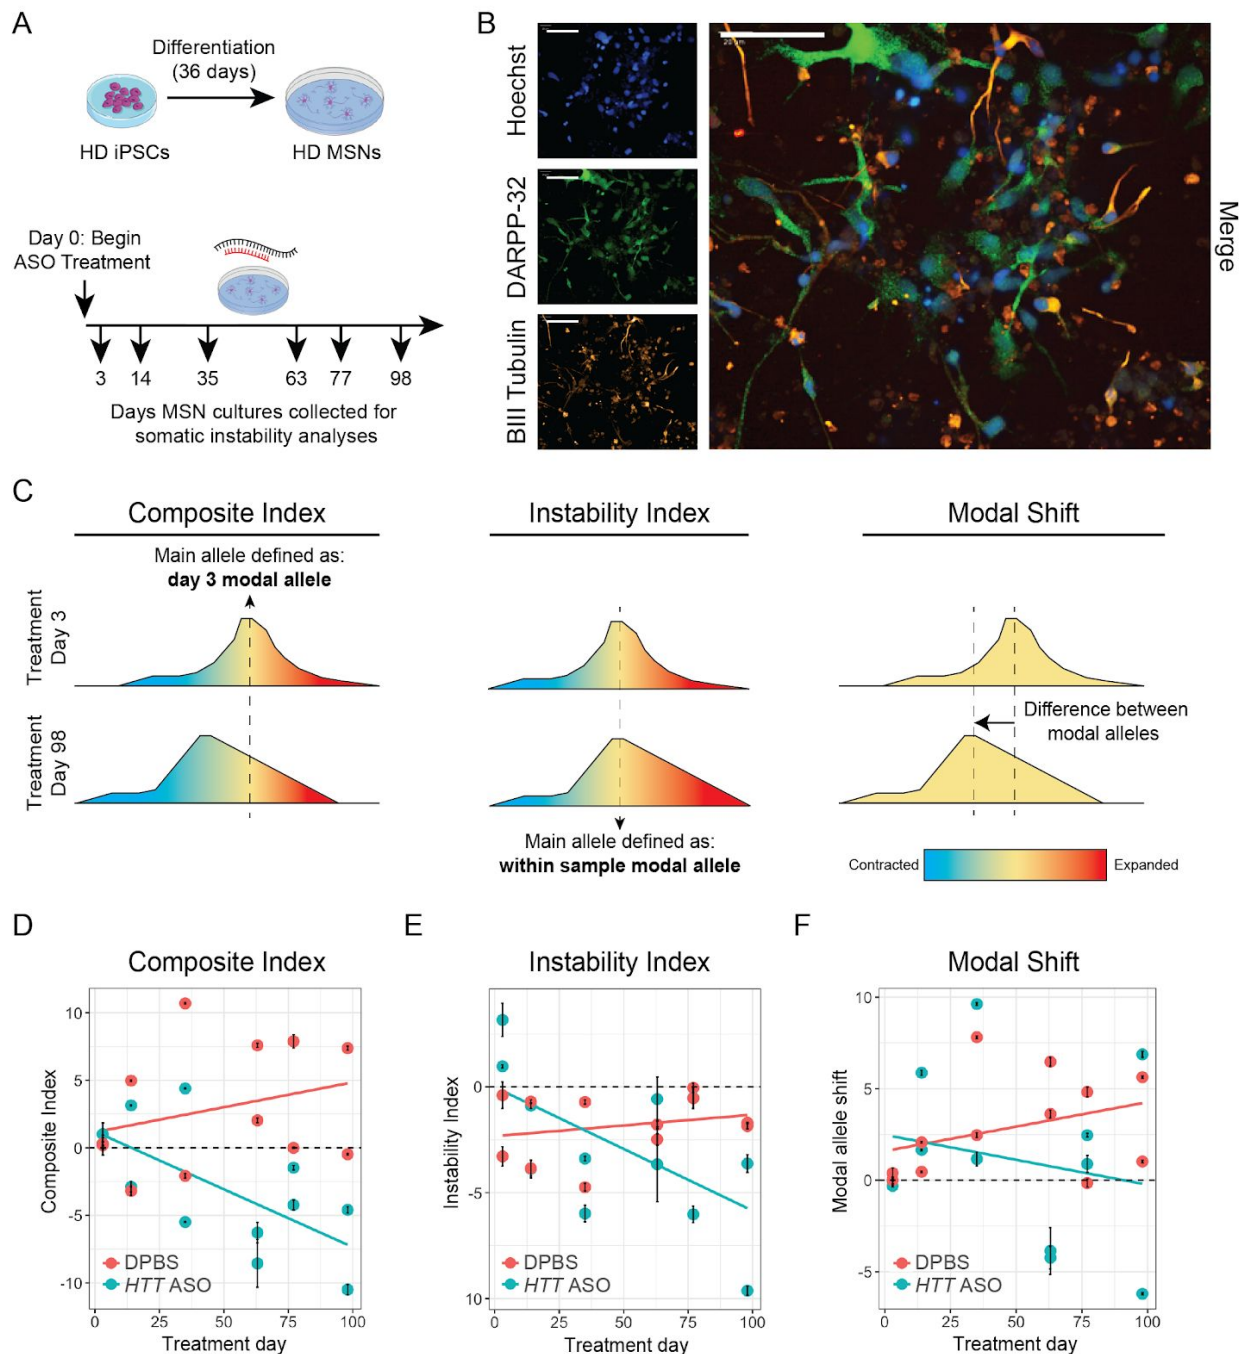 A
Differentiation
(36 days)
HD iPSCs
HD MSNs
Day 0: Begin
ASO Treatment
3 14 35 63 77 98
Days MSN cultures collected for
somatic instability analyses
B
Hoechst
DARPP-32
BIII Tubulin
Merge
C
Composite Index
Instability Index
Modal Shift
Main allele defined as:
day 3 modal allele
Treatment
Day 3
Treatment
Day 98
Difference between
modal alleles
Main allele defined as:
within sample modal allele
Contracted
Expanded
D
Composite Index
Composite Index
10
5
0
-5
-10
DPBS
HTT ASO
0 25 50 75 100
Treatment day
E
Instability Index
Instability Index
0
-5
10
DPBS
HTT ASO
0 25 50 75 100
Treatment day
F
Modal Shift
Modal allele shift
10
5
0
-5
DPBS
HTT ASO
0 25 50 75 100
Treatment day